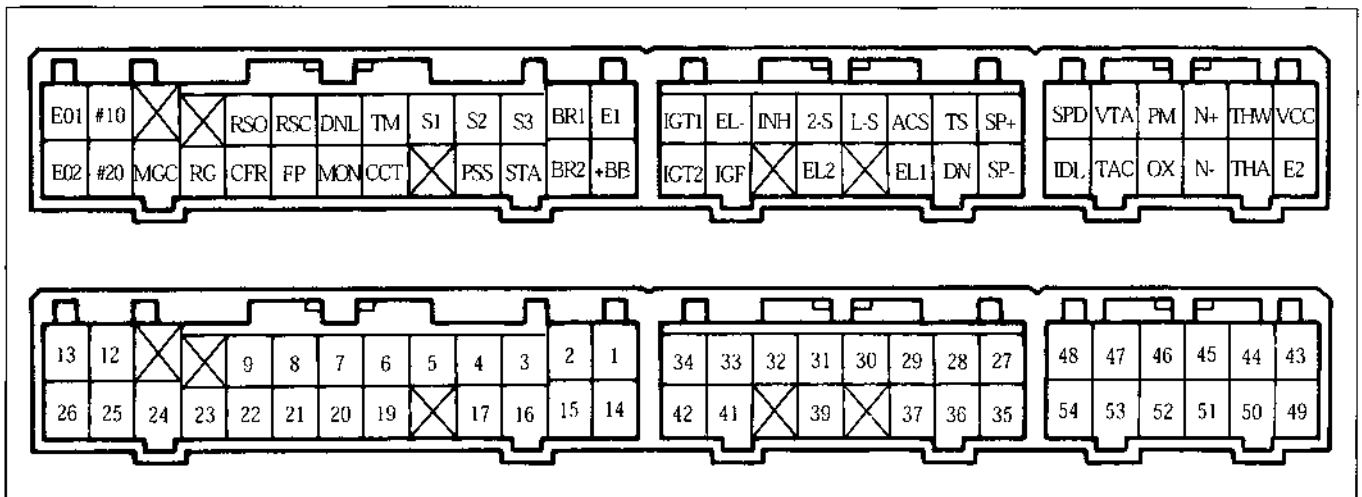 E01 #10 RSO RSC DNL TM S1 S2 S3 BR1 E1 IGT1 EL- INH 2-S L-S ACS TS SP+ SPD VTA PM N+ THW VCC
E02 #20 MGC RG CFR FP MON CCT PSS STA BR2 +BB IGT2 IGF EL2 EL1 DN SP- IDL TAC OX N- THA E2
13 12 9 8 7 6 5 4 3 2 1 34 33 32 31 30 29 28 27 48 47 46 45 44 43
26 25 24 23 22 21 20 19 17 16 15 14 42 41 39 37 36 35 54 53 52 51 50 49